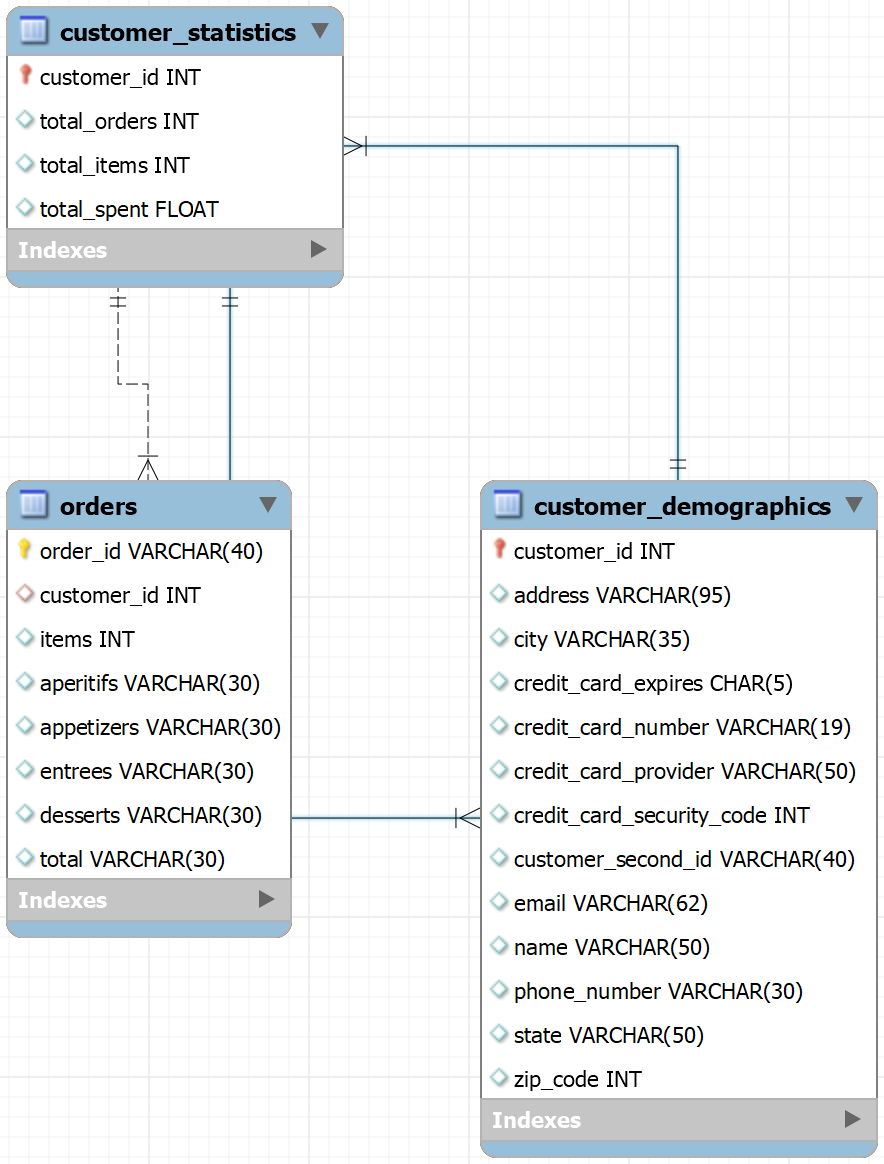 customer_statistics
customer_id INT
total_orders INT
total_items INT
total_spent FLOAT
Indexes
orders
order_id VARCHAR(40)
customer_id INT
items INT
aperitifs VARCHAR(30)
appetizers VARCHAR(30)
entrees VARCHAR(30)
desserts VARCHAR(30)
total VARCHAR(30)
Indexes
customer_demographics
customer_id INT
address VARCHAR(95)
city VARCHAR(35)
credit_card_expires CHAR(5)
credit_card_number VARCHAR(19)
credit_card_provider VARCHAR(50)
credit_card_security_code INT
customer_second_id VARCHAR(40)
email VARCHAR(62)
name VARCHAR(50)
phone_number VARCHAR(30)
state VARCHAR(50)
zip_code INT
Indexes